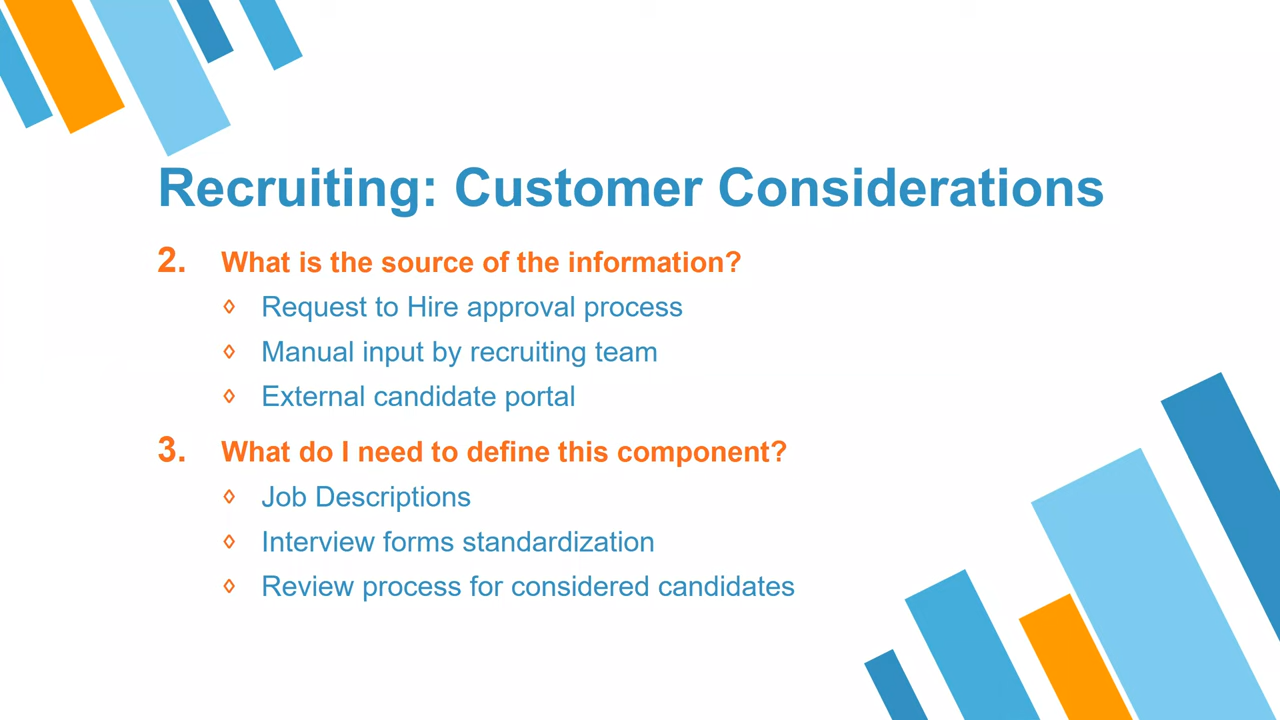 Recruiting: Customer Considerations
2. What is the source of the information?
◊ Request to Hire approval process
◊ Manual input by recruiting team
◊ External candidate portal
3. What do I need to define this component?
◊ Job Descriptions
◊ Interview forms standardization
◊ Review process for considered candidates